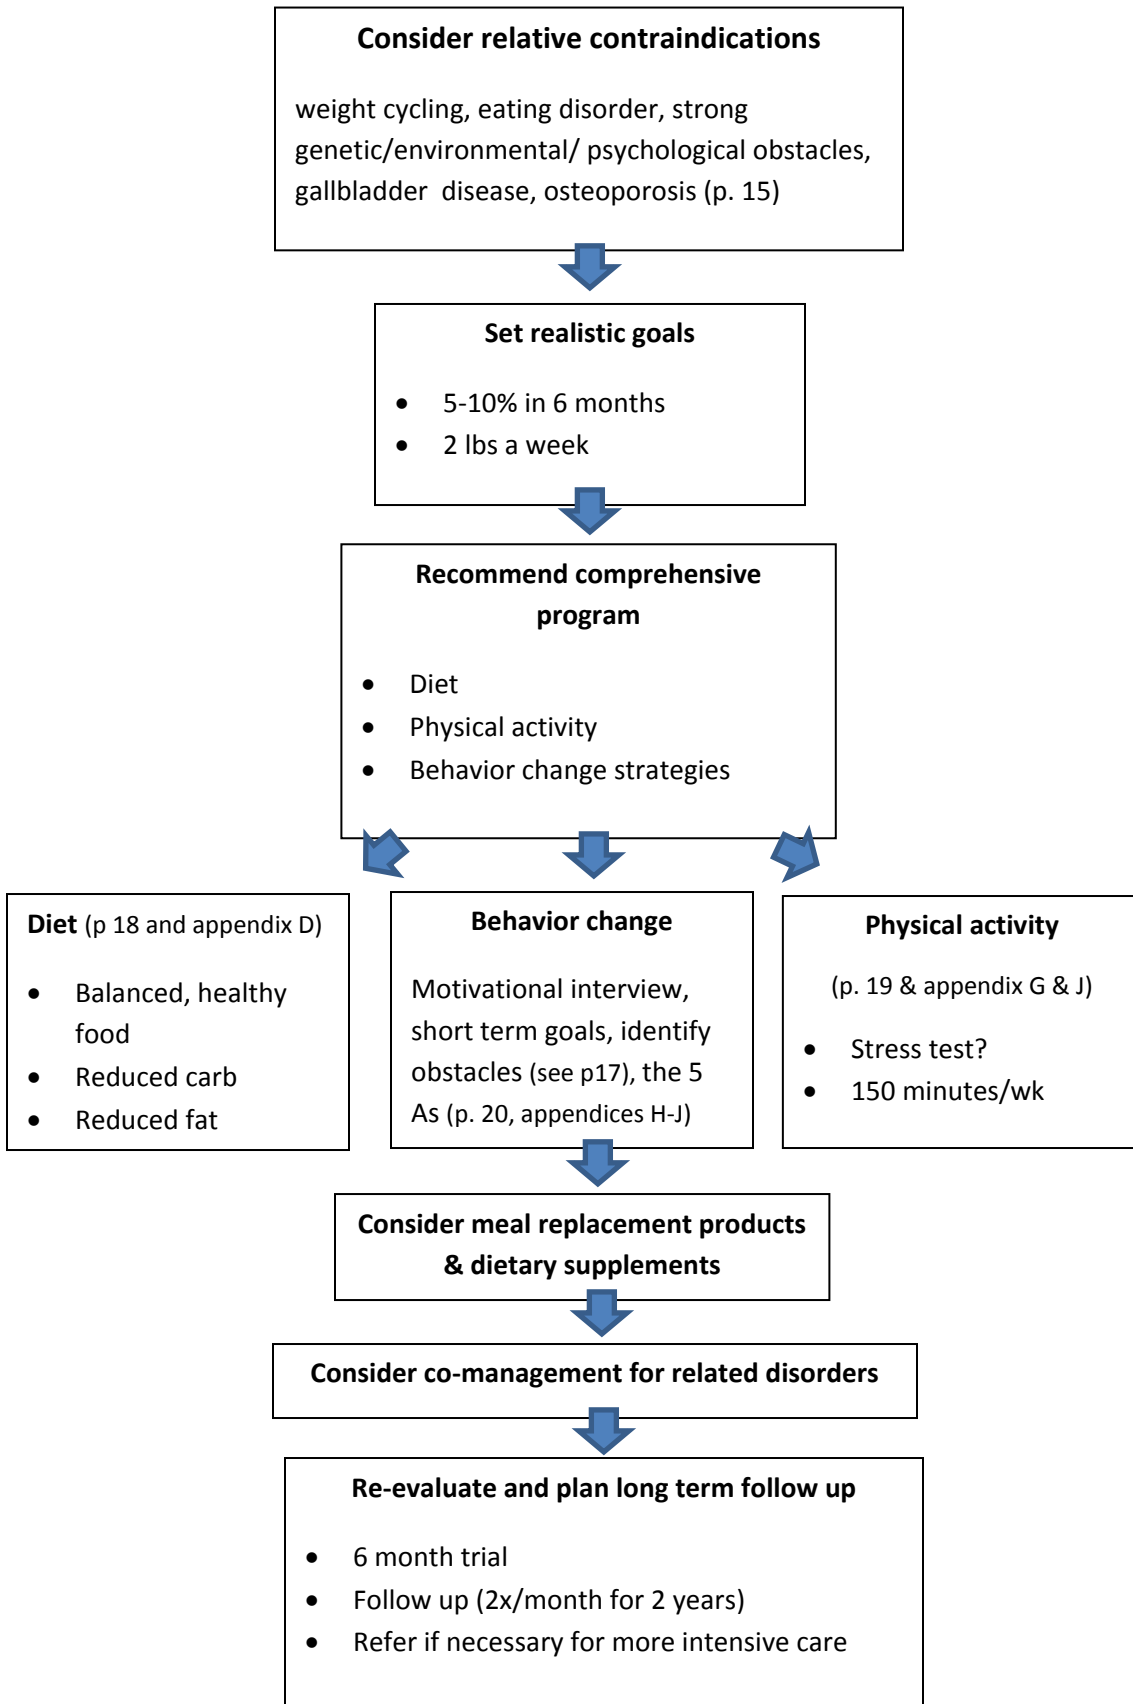 Consider relative contraindications
weight cycling, eating disorder, strong
genetic/environmental/ psychological obstacles,
gallbladder disease, osteoporosis (p. 15)
Set realistic goals
• 5-10% in 6 months
• 2 lbs a week
Recommend comprehensive
program
• Diet
• Physical activity
• Behavior change strategies
Diet (p 18 and appendix D)
• Balanced, healthy
food
• Reduced carb
• Reduced fat
Behavior change
Motivational interview,
short term goals, identify
obstacles (see p17), the 5
As (p. 20, appendices H-J)
Physical activity
(p. 19 & appendix G & J)
• Stress test?
• 150 minutes/wk
Consider meal replacement products
& dietary supplements
Consider co-management for related disorders
Re-evaluate and plan long term follow up
• 6 month trial
• Follow up (2x/month for 2 years)
• Refer if necessary for more intensive care